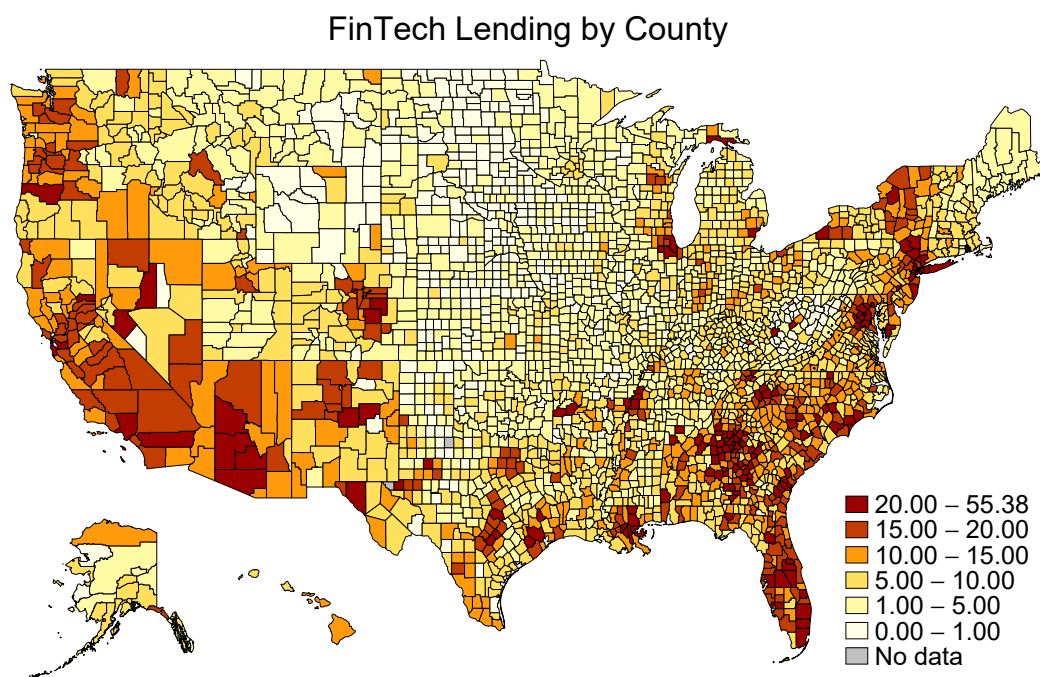 FinTech Lending by County
20.00 – 55.38
15.00 – 20.00
10.00 – 15.00
5.00 – 10.00
1.00 – 5.00
0.00 – 1.00
No data